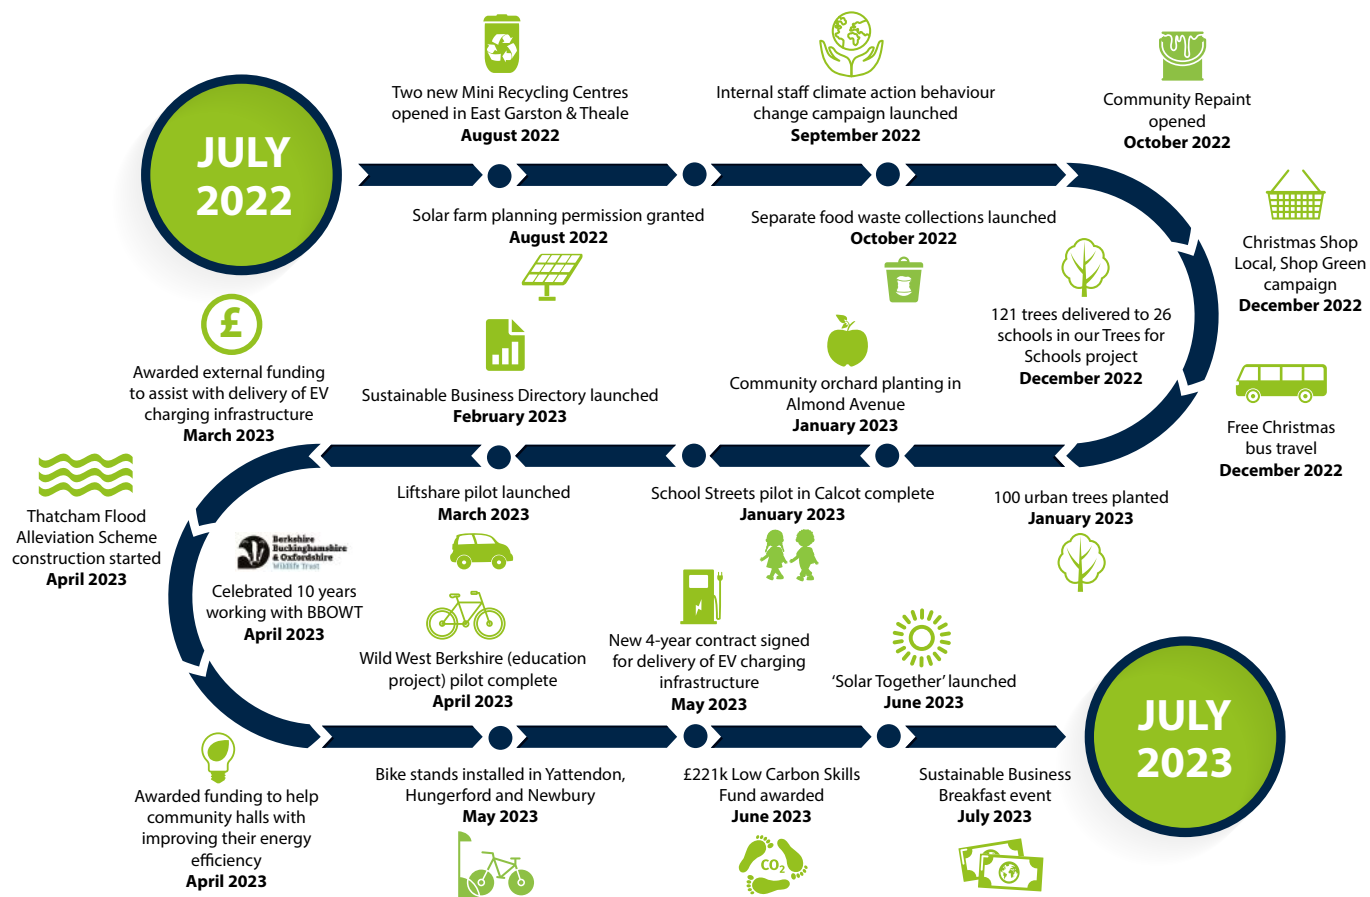 JULY
2022
Two new Mini Recycling Centres
opened in East Garston & Theale
August 2022
Internal staff climate action behaviour
change campaign launched
September 2022
Community Repaint
opened
October 2022
Solar farm planning permission granted
August 2022
Separate food waste collections launched
October 2022
Christmas Shop
Local, Shop Green
campaign
December 2022
121 trees delivered to 26
schools in our Trees for
Schools project
December 2022
Free Christmas
bus travel
December 2022
£
Awarded external funding
to assist with delivery of EV
charging infrastructure
March 2023
Sustainable Business Directory launched
February 2023
Community orchard planting in
Almond Avenue
January 2023
100 urban trees planted
January 2023
School Streets pilot in Calcot complete
January 2023
Liftshare pilot launched
March 2023
Thatcham Flood
Alleviation Scheme
construction started
April 2023
Berkshire
Buckinghamshire
& Oxfordshire
Wildlife Trust
Celebrated 10 years
working with BBOWT
April 2023
Wild West Berkshire (education
project) pilot complete
April 2023
New 4-year contract signed
for delivery of EV charging
infrastructure
May 2023
‘Solar Together’ launched
June 2023
Awarded funding to help
community halls with
improving their energy
efficiency
April 2023
Bike stands installed in Yattendon,
Hungerford and Newbury
May 2023
£221k Low Carbon Skills
Fund awarded
June 2023
CO₂
Sustainable Business
Breakfast event
July 2023
JULY
2023